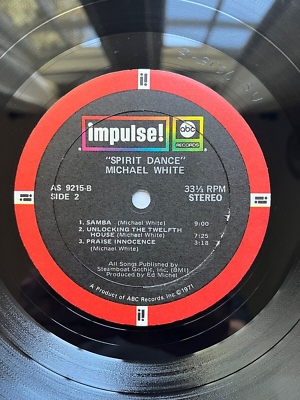 impulse! abc
RECORDS
"SPIRIT DANCE"
MICHAEL WHITE
AS 9215-B 33⅓ RPM
SIDE 2 STEREO
1. SAMBA (Michael White) 9:00
2. UNLOCKING THE TWELFTH
HOUSE (Michael White) 7:25
3. PRAISE INNOCENCE 3:18
(Michael White)
All Songs Published by
Steamboat Gothic, Inc. (BMI)
Produced by Ed Michel
A Product of ABC Records, Inc. ©1971